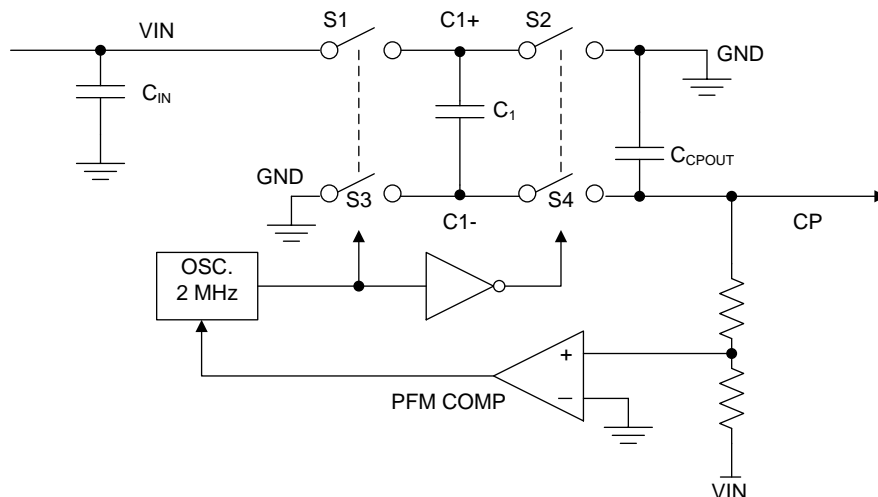 S1
C1+
S2
VIN
GND
C_IN
C_1
C_CPOUT
GND
S3
S4
C1-
CP
OSC.
2 MHz
+
PFM COMP
−
VIN